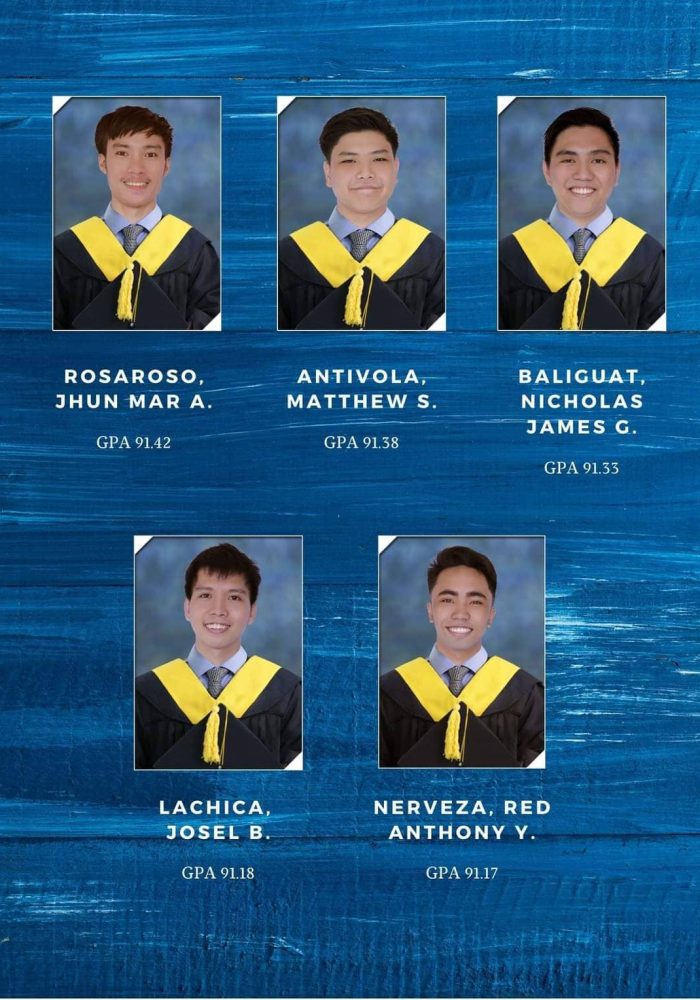 ROSAROSO,
JHUN MAR A.
GPA 91.42
ANTIVOLA,
MATTHEW S.
GPA 91.38
BALIGUAT,
NICHOLAS
JAMES G.
GPA 91.33
LACHICA,
JOSEL B.
GPA 91.18
NERVEZA, RED
ANTHONY Y.
GPA 91.17